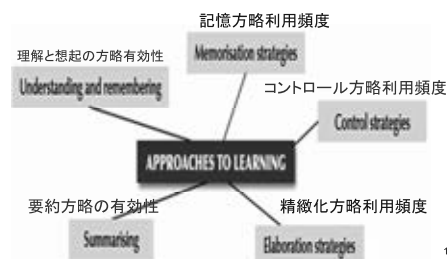 記憶方略利用頻度
Memorisation strategies
理解と想起の方略有効性
Understanding and remembering
コントロール方略利用頻度
Control strategies
APPROACHES TO LEARNING
要約方略の有効性
Summarising
精緻化方略利用頻度
Elaboration strategies
1